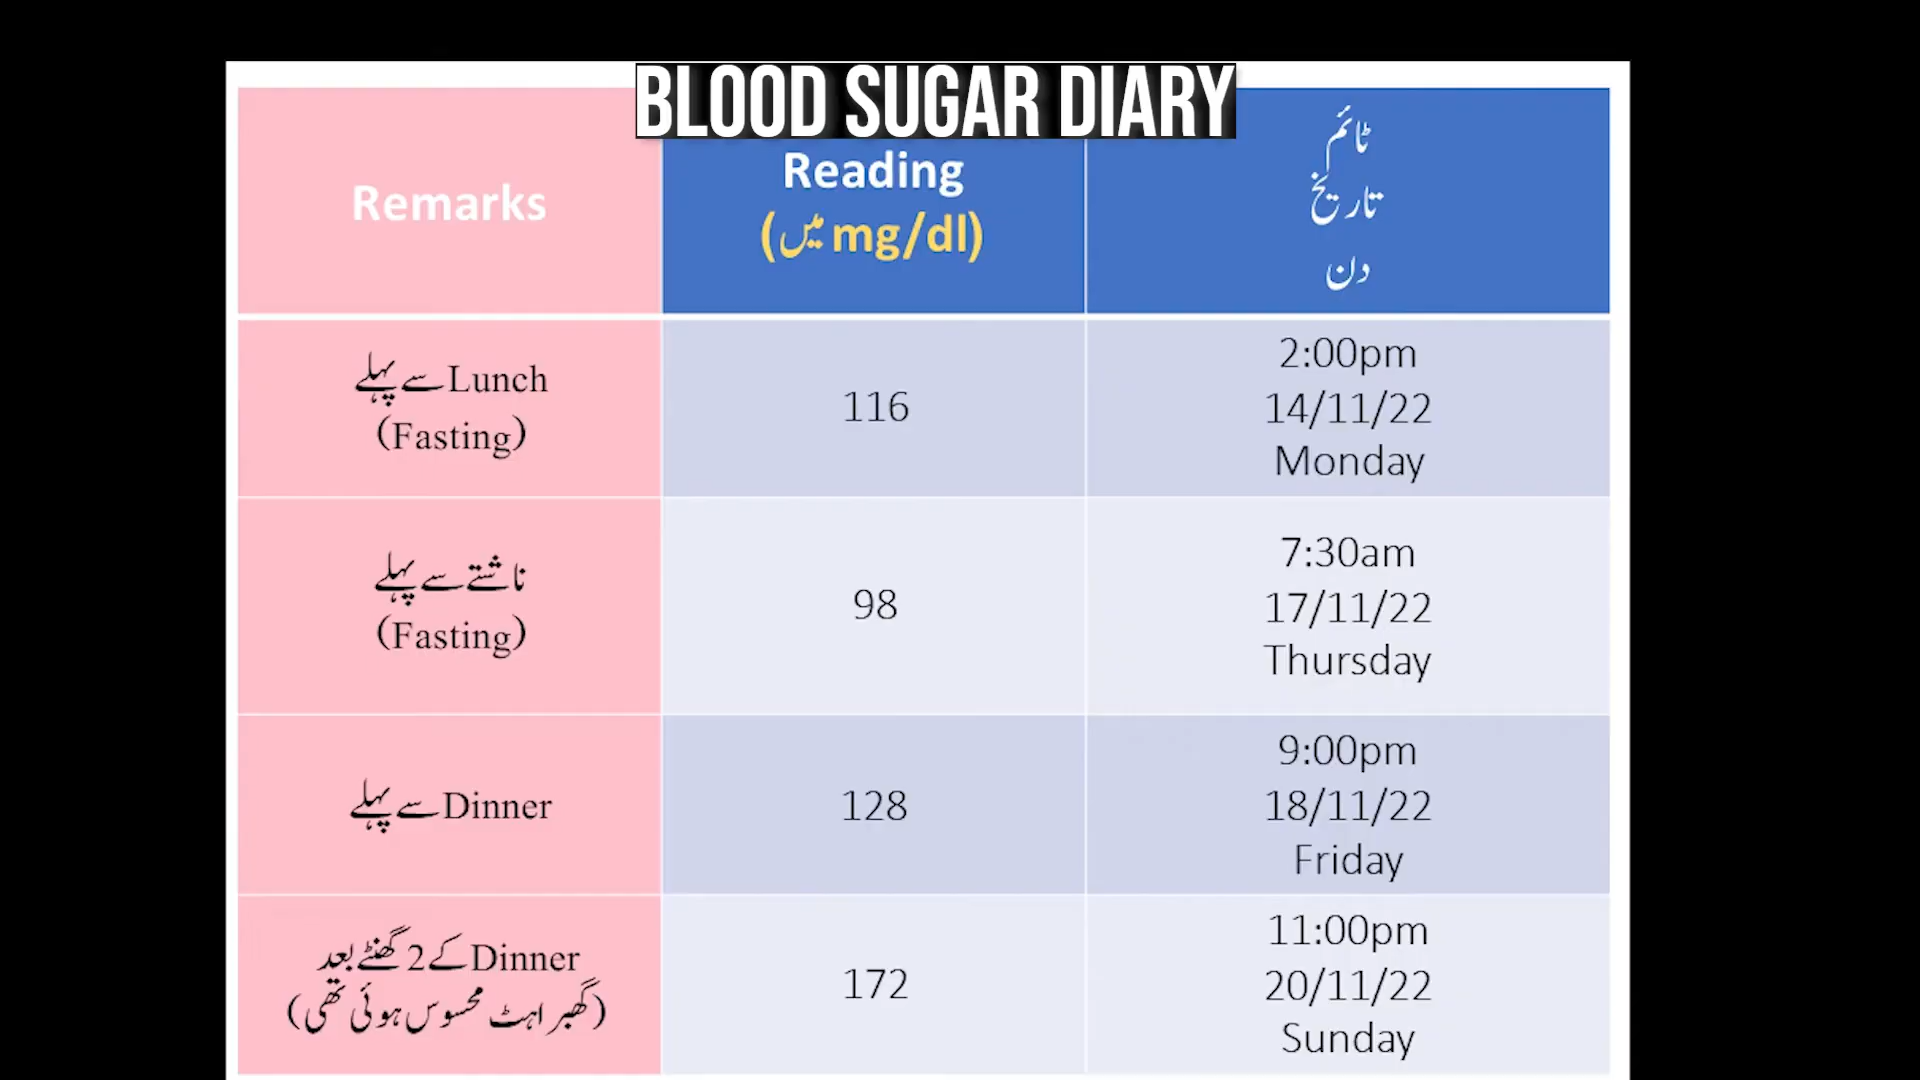 BLOOD SUGAR DIARY
Remarks
Reading
(mg/dl میں)
ٹائم
تاریخ
دن
Lunch سے پہلے
(Fasting)
116
2:00pm
14/11/22
Monday
ناشتے سے پہلے
(Fasting)
98
7:30am
17/11/22
Thursday
Dinner سے پہلے
128
9:00pm
18/11/22
Friday
Dinner کے 2 گھنٹے بعد
(گھبراہٹ محسوس ہوئی تھی)
172
11:00pm
20/11/22
Sunday